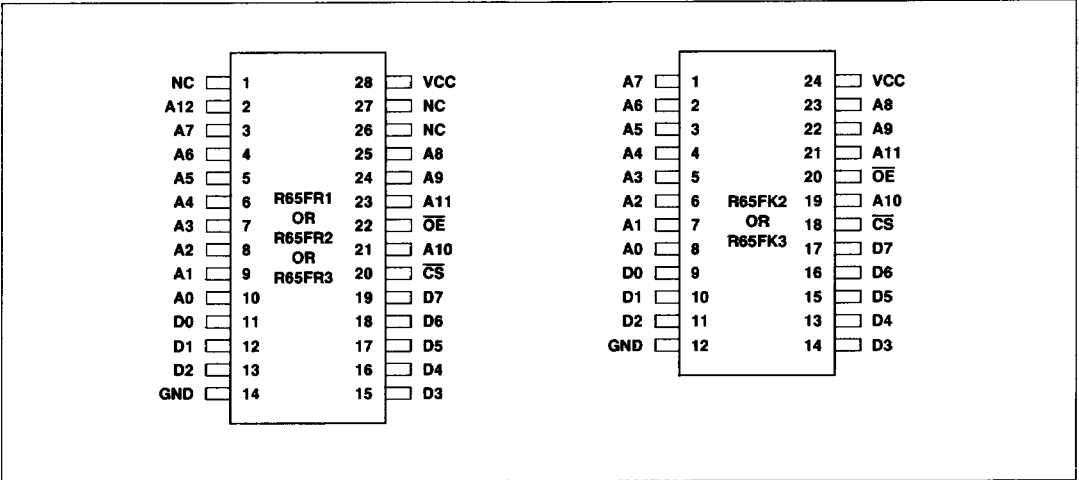 NC 1 28 VCC
A12 2 27 NC
A7 3 26 NC
A6 4 25 A8
A5 5 24 A9
A4 6 R65FR1 23 A11
A3 7 OR 22 O̅E̅
R65FR2
A2 8 OR 21 A10
A1 9 R65FR3 20 C̅S̅
A0 10 19 D7
D0 11 18 D6
D1 12 17 D5
D2 13 16 D4
GND 14 15 D3
A7 1 24 VCC
A6 2 23 A8
A5 3 22 A9
A4 4 21 A11
A3 5 20 O̅E̅
A2 6 R65FK2 19 A10
A1 7 OR 18 C̅S̅
R65FK3
A0 8 17 D7
D0 9 16 D6
D1 10 15 D5
D2 11 13 D4
GND 12 14 D3